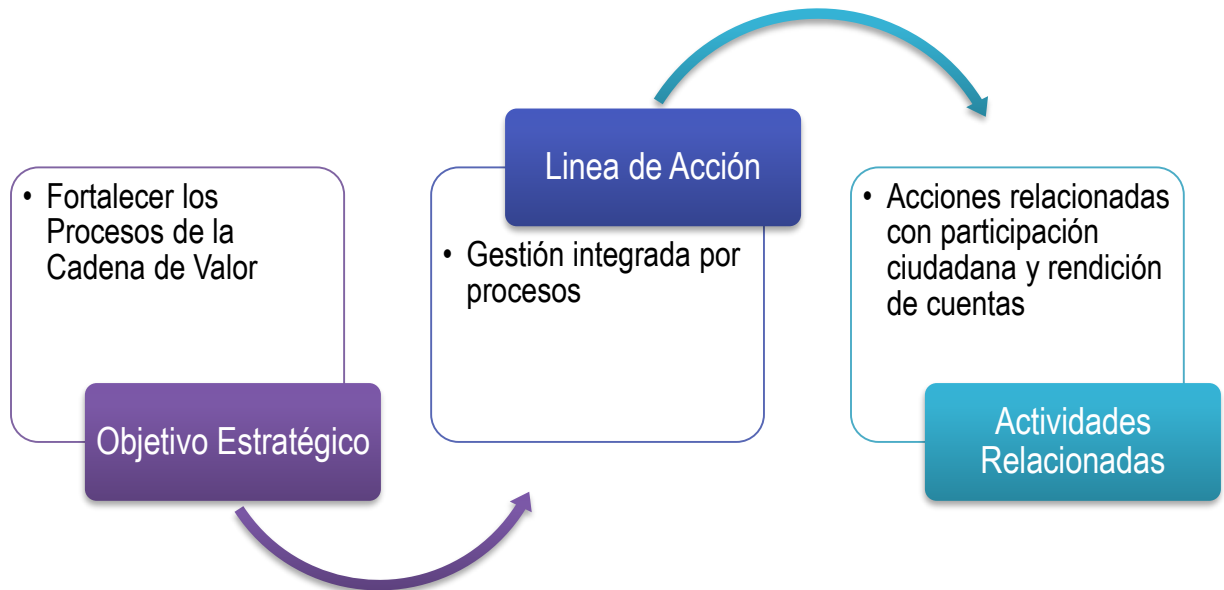 • Fortalecer los
Procesos de la
Cadena de Valor
Objetivo Estratégico
Linea de Acción
• Gestión integrada por
procesos
• Acciones relacionadas
con participación
ciudadana y rendición
de cuentas
Actividades
Relacionadas